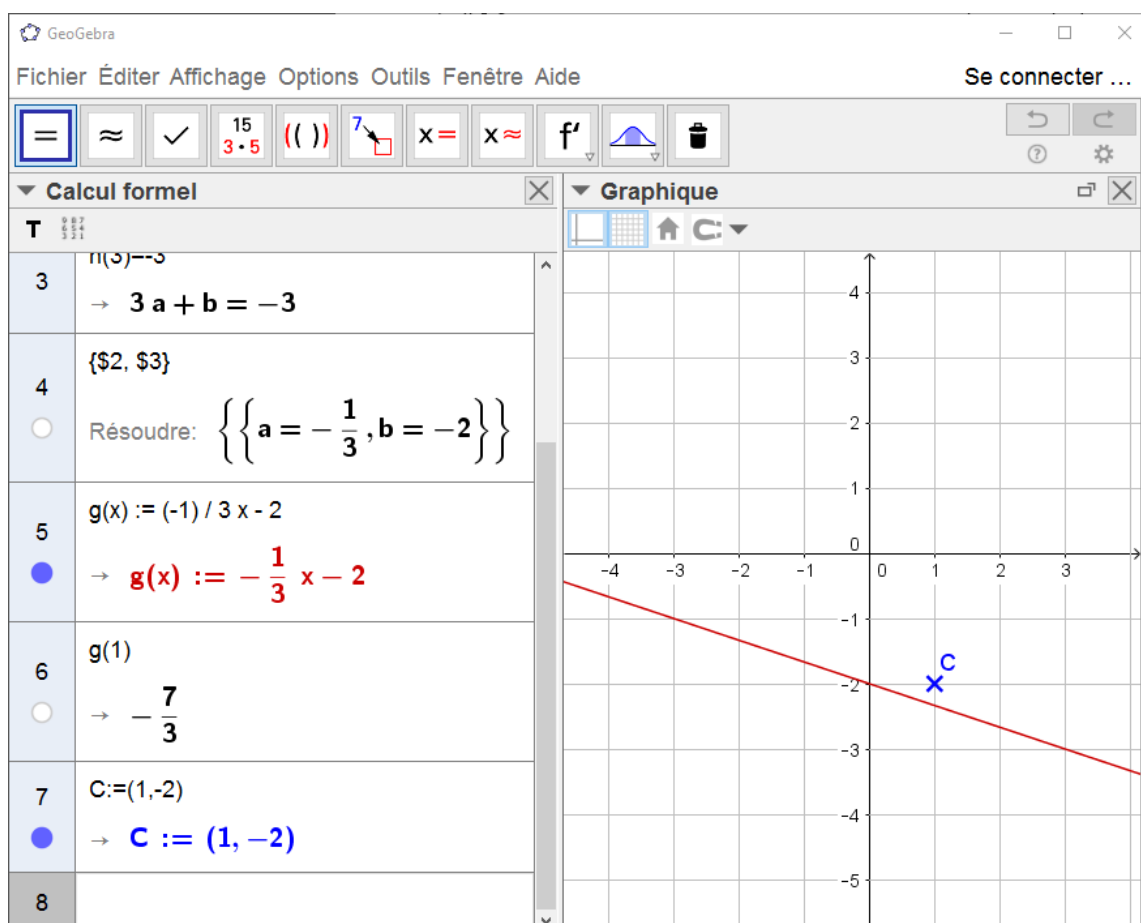 GeoGebra
Fichier Éditer Affichage Options Outils Fenêtre Aide
Se connecter ...
= ≈ ✓ 15 3 • 5 (( )) 7 x = x ≈ f′
Calcul formel
T
3
→ 3 a + b = −3
4
{$2, $3}
Résoudre: {{a = − 1/3 , b = −2}}
5
g(x) := (-1) / 3 x - 2
→ g(x) := − 1/3 x − 2
6
g(1)
→ − 7/3
7
C:=(1,-2)
→ C := (1, −2)
8
Graphique
4
3
2
1
0
−4 −3 −2 −1 0 1 2 3
−1
C
−2
−3
−4
−5